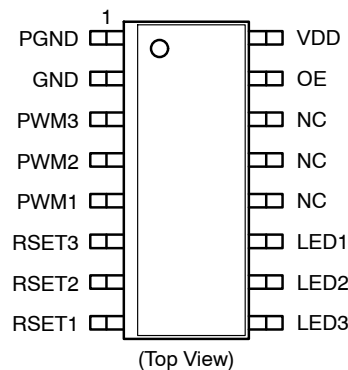 1
PGND VDD
GND OE
PWM3 NC
PWM2 NC
PWM1 NC
RSET3 LED1
RSET2 LED2
RSET1 LED3
(Top View)